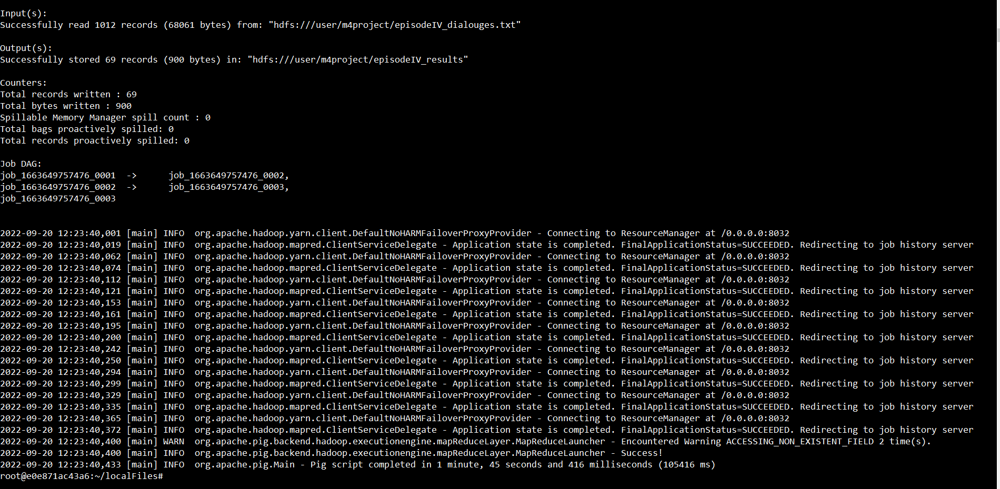 Input(s):
Successfully read 1012 records (68061 bytes) from: "hdfs:///user/m4project/episodeIV_dialouges.txt"
Output(s):
Successfully stored 69 records (900 bytes) in: "hdfs:///user/m4project/episodeIV_results"
Counters:
Total records written : 69
Total bytes written : 900
Spillable Memory Manager spill count : 0
Total bags proactively spilled: 0
Total records proactively spilled: 0
Job DAG:
job_1663649757476_0001  ->      job_1663649757476_0002,
job_1663649757476_0002  ->      job_1663649757476_0003,
job_1663649757476_0003
2022-09-20 12:23:40,001 [main] INFO  org.apache.hadoop.yarn.client.DefaultNoHARMFailoverProxyProvider - Connecting to ResourceManager at /0.0.0.0:8032
2022-09-20 12:23:40,019 [main] INFO  org.apache.hadoop.mapred.ClientServiceDelegate - Application state is completed. FinalApplicationStatus=SUCCEEDED. Redirecting to job history server
2022-09-20 12:23:40,062 [main] INFO  org.apache.hadoop.yarn.client.DefaultNoHARMFailoverProxyProvider - Connecting to ResourceManager at /0.0.0.0:8032
2022-09-20 12:23:40,074 [main] INFO  org.apache.hadoop.mapred.ClientServiceDelegate - Application state is completed. FinalApplicationStatus=SUCCEEDED. Redirecting to job history server
2022-09-20 12:23:40,112 [main] INFO  org.apache.hadoop.yarn.client.DefaultNoHARMFailoverProxyProvider - Connecting to ResourceManager at /0.0.0.0:8032
2022-09-20 12:23:40,121 [main] INFO  org.apache.hadoop.mapred.ClientServiceDelegate - Application state is completed. FinalApplicationStatus=SUCCEEDED. Redirecting to job history server
2022-09-20 12:23:40,153 [main] INFO  org.apache.hadoop.yarn.client.DefaultNoHARMFailoverProxyProvider - Connecting to ResourceManager at /0.0.0.0:8032
2022-09-20 12:23:40,161 [main] INFO  org.apache.hadoop.mapred.ClientServiceDelegate - Application state is completed. FinalApplicationStatus=SUCCEEDED. Redirecting to job history server
2022-09-20 12:23:40,195 [main] INFO  org.apache.hadoop.yarn.client.DefaultNoHARMFailoverProxyProvider - Connecting to ResourceManager at /0.0.0.0:8032
2022-09-20 12:23:40,200 [main] INFO  org.apache.hadoop.mapred.ClientServiceDelegate - Application state is completed. FinalApplicationStatus=SUCCEEDED. Redirecting to job history server
2022-09-20 12:23:40,242 [main] INFO  org.apache.hadoop.yarn.client.DefaultNoHARMFailoverProxyProvider - Connecting to ResourceManager at /0.0.0.0:8032
2022-09-20 12:23:40,250 [main] INFO  org.apache.hadoop.mapred.ClientServiceDelegate - Application state is completed. FinalApplicationStatus=SUCCEEDED. Redirecting to job history server
2022-09-20 12:23:40,294 [main] INFO  org.apache.hadoop.yarn.client.DefaultNoHARMFailoverProxyProvider - Connecting to ResourceManager at /0.0.0.0:8032
2022-09-20 12:23:40,299 [main] INFO  org.apache.hadoop.mapred.ClientServiceDelegate - Application state is completed. FinalApplicationStatus=SUCCEEDED. Redirecting to job history server
2022-09-20 12:23:40,329 [main] INFO  org.apache.hadoop.yarn.client.DefaultNoHARMFailoverProxyProvider - Connecting to ResourceManager at /0.0.0.0:8032
2022-09-20 12:23:40,335 [main] INFO  org.apache.hadoop.mapred.ClientServiceDelegate - Application state is completed. FinalApplicationStatus=SUCCEEDED. Redirecting to job history server
2022-09-20 12:23:40,365 [main] INFO  org.apache.hadoop.yarn.client.DefaultNoHARMFailoverProxyProvider - Connecting to ResourceManager at /0.0.0.0:8032
2022-09-20 12:23:40,372 [main] INFO  org.apache.hadoop.mapred.ClientServiceDelegate - Application state is completed. FinalApplicationStatus=SUCCEEDED. Redirecting to job history server
2022-09-20 12:23:40,400 [main] WARN  org.apache.pig.backend.hadoop.executionengine.mapReduceLayer.MapReduceLauncher - Encountered Warning ACCESSING_NON_EXISTENT_FIELD 2 time(s).
2022-09-20 12:23:40,400 [main] INFO  org.apache.pig.backend.hadoop.executionengine.mapReduceLayer.MapReduceLauncher - Success!
2022-09-20 12:23:40,433 [main] INFO  org.apache.pig.Main - Pig script completed in 1 minute, 45 seconds and 416 milliseconds (105416 ms)
root@e0e871ac43a6:~/localFiles#